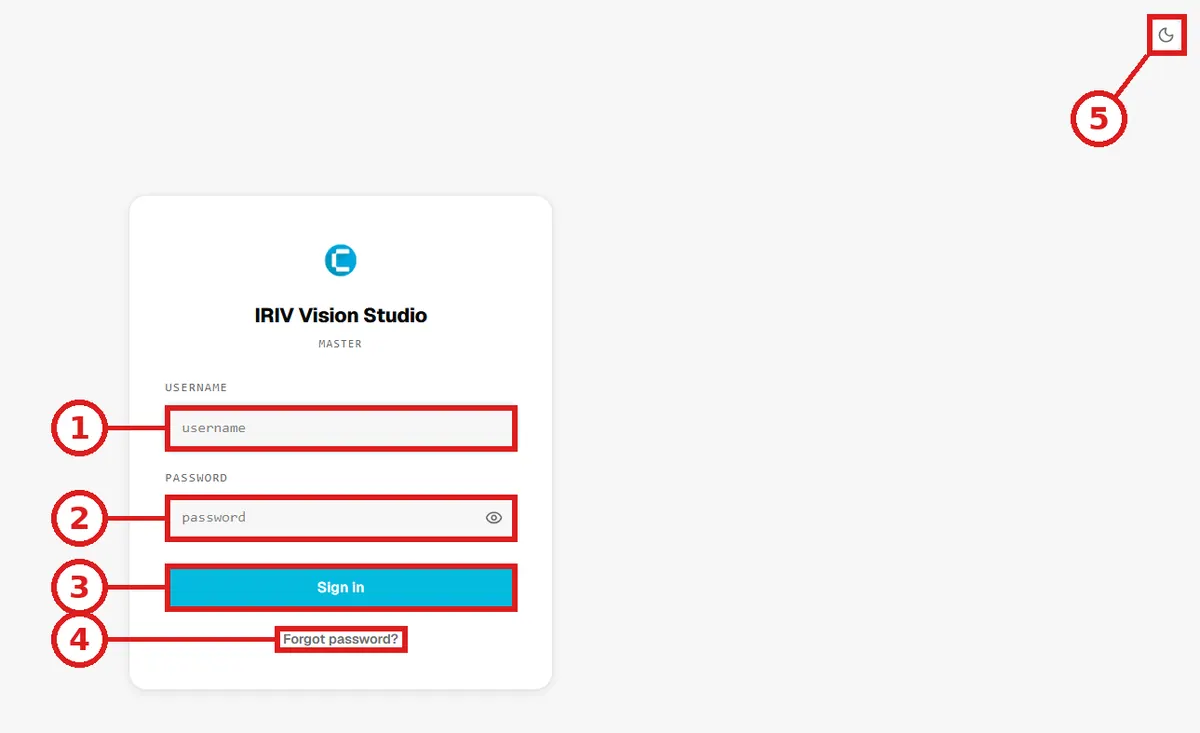 5
IRIV Vision Studio
MASTER
USERNAME
1 username
PASSWORD
2 password
3 Sign in
4 Forgot password?